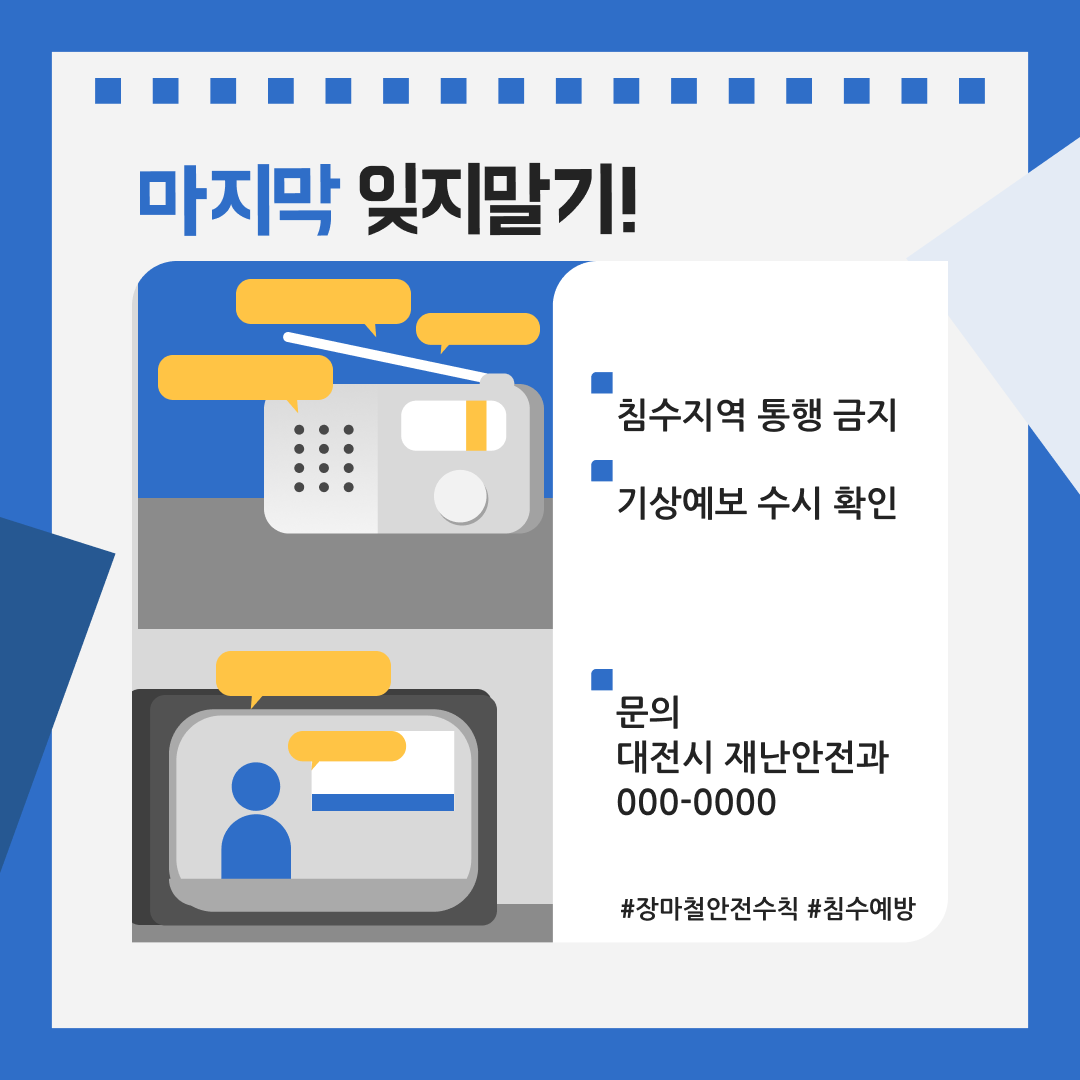 마지막 잊지말기!
침수지역 통행 금지
기상예보 수시 확인
문의
대전시 재난안전과
000-0000
#장마철안전수칙 #침수예방